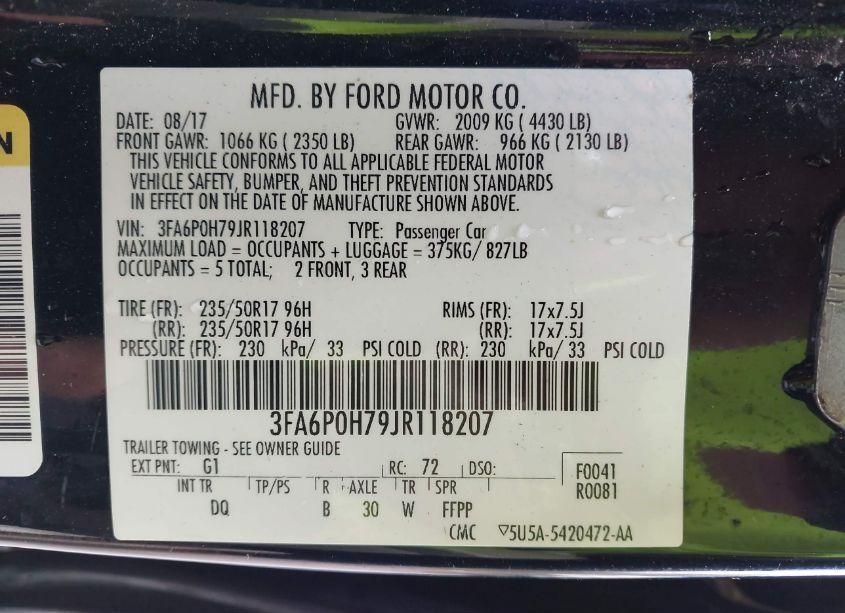 N
MFD. BY FORD MOTOR CO.
DATE: 08/17 GVWR: 2009 KG ( 4430 LB)
FRONT GAWR: 1066 KG ( 2350 LB) REAR GAWR: 966 KG ( 2130 LB)
THIS VEHICLE CONFORMS TO ALL APPLICABLE FEDERAL MOTOR
VEHICLE SAFETY, BUMPER, AND THEFT PREVENTION STANDARDS
IN EFFECT ON THE DATE OF MANUFACTURE SHOWN ABOVE.
VIN: 3FA6P0H79JR118207 TYPE: Passenger Car
MAXIMUM LOAD = OCCUPANTS + LUGGAGE = 375KG/ 827LB
OCCUPANTS = 5 TOTAL; 2 FRONT, 3 REAR
TIRE (FR): 235/50R17 96H RIMS (FR): 17x7.5J
(RR): 235/50R17 96H (RR): 17x7.5J
PRESSURE (FR): 230 kPa/ 33 PSI COLD (RR): 230 kPa/ 33 PSI COLD
3FA6P0H79JR118207
TRAILER TOWING - SEE OWNER GUIDE
EXT PNT: G1 RC: 72 DSO: F0041
INT TR TP/PS R AXLE TR SPR R0081
DQ B 30 W FFPP
CMC ▽5U5A-5420472-AA